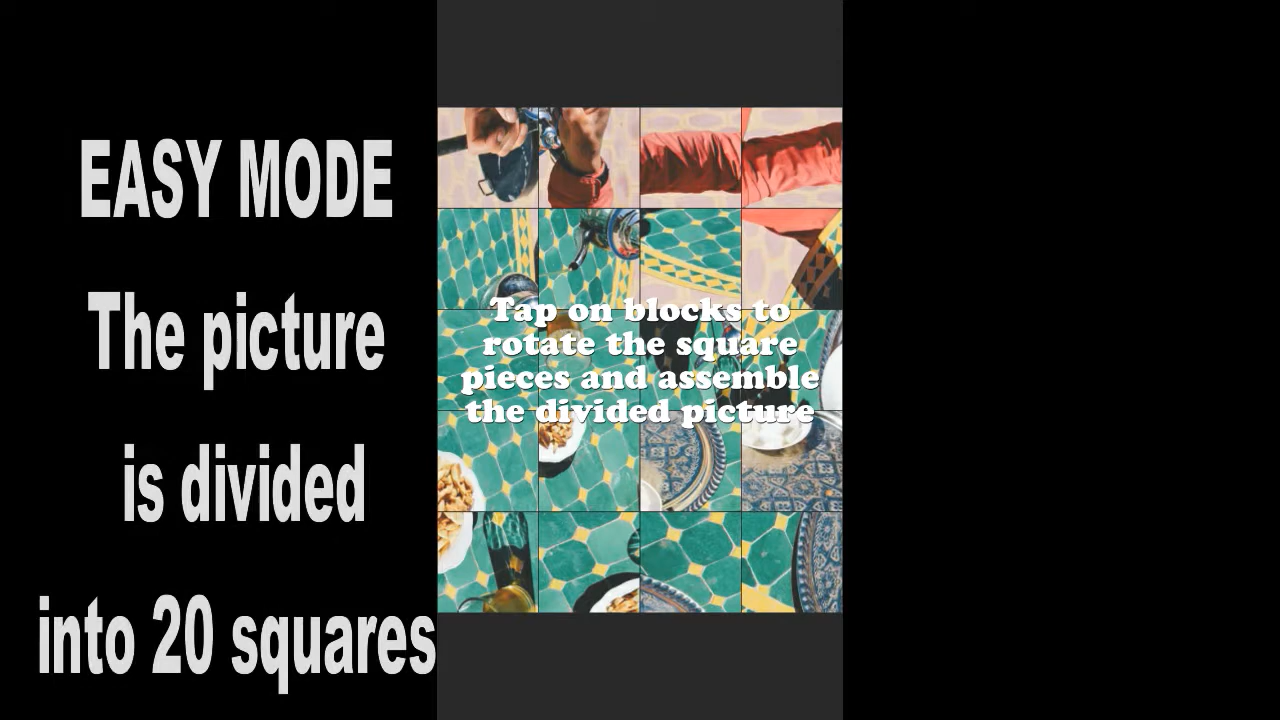 EASY MODE
The picture
is divided
into 20 squares
Tap on blocks to
rotate the square
pieces and assemble
the divided picture